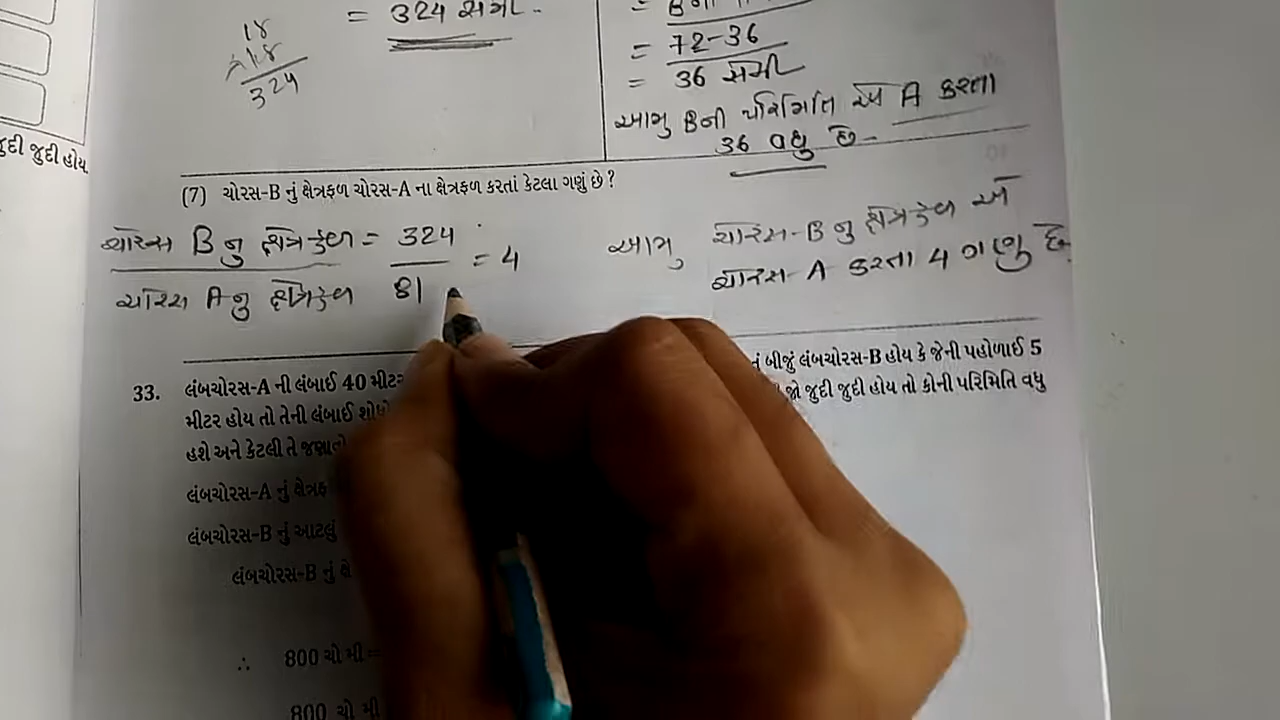 = 324 સેમી
18
18
324
= 72-36
= 36 સેમી
આમ B ની પરિમિતિ એ A કરતા
36 વધુ છે
જુદી જુદી હોય
(7) ચોરસ-B નું ક્ષેત્રફળ ચોરસ-A ના ક્ષેત્રફળ કરતાં કેટલા ગણું છે ?
ચોરસ B નુ ક્ષેત્રફળ = 324
ચોરસ A નુ ક્ષેત્રફળ 81 = 4
આમ ચોરસ-B નુ ક્ષેત્રફળ એ
ચોરસ A કરતા 4 ગણુ છે.
33. લંબચોરસ-A ની લંબાઈ 40 મીટર નું બીજું લંબચોરસ-B હોય કે જેની પહોળાઈ 5
મીટર હોય તો તેની લંબાઈ શોધો જો જુદી જુદી હોય તો કોની પરિમિતિ વધુ
હશે અને કેટલી તે જણાવો
લંબચોરસ-A નું ક્ષેત્રફ
લંબચોરસ-B નું આટલું
લંબચોરસ-B નું ક્ષે
∴ 800 ચો મી =
800 ચો મી